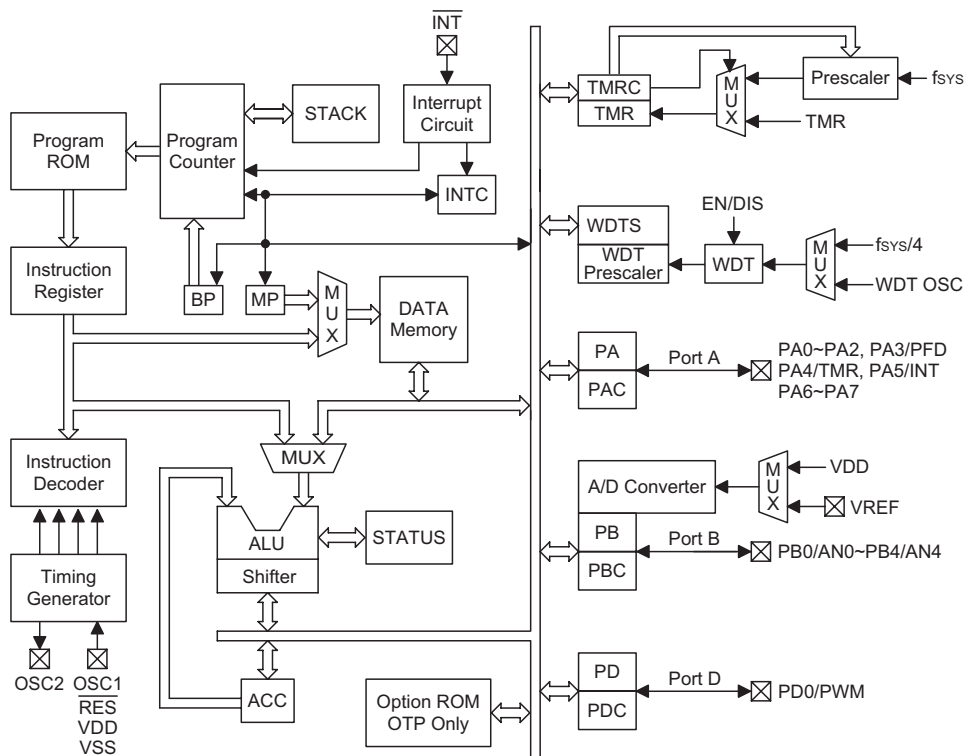 INT
TMRC
TMR
MUX
Prescaler
fSYS
TMR
STACK
Interrupt
Circuit
Program
ROM
Program
Counter
INTC
EN/DIS
WDTS
WDT
Prescaler
WDT
MUX
fSYS/4
WDT OSC
Instruction
Register
BP
MP
MUX
DATA
Memory
PA
PAC
Port A
PA0~PA2, PA3/PFD
PA4/TMR, PA5/INT
PA6~PA7
Instruction
Decoder
MUX
A/D Converter
MUX
VDD
VREF
ALU
STATUS
Shifter
PB
PBC
Port B
PB0/AN0~PB4/AN4
Timing
Generator
OSC2
OSC1
RES
VDD
VSS
ACC
Option ROM
OTP Only
PD
PDC
Port D
PD0/PWM